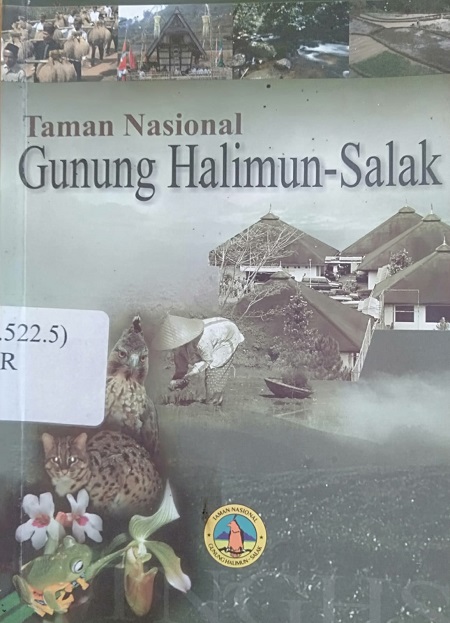 Taman Nasional
Gunung Halimun-Salak
.522.5)
R
TAMAN NASIONAL
GUNUNG HALIMUN - SALAK